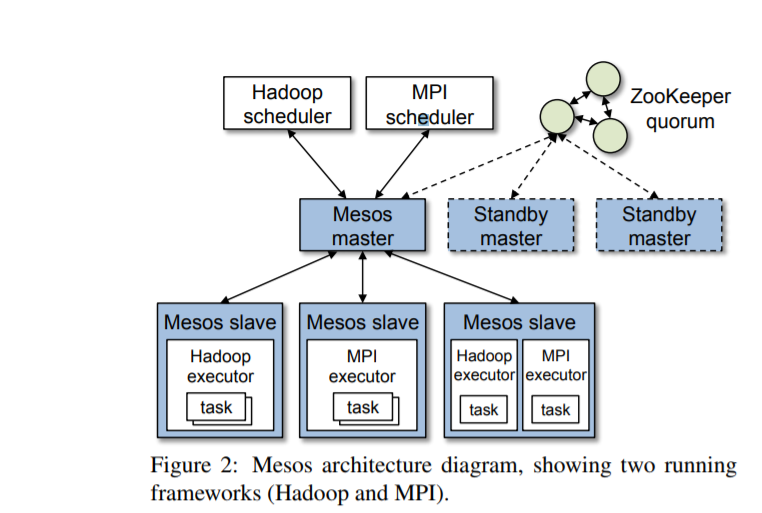 Hadoop
scheduler
MPI
scheduler
ZooKeeper
quorum
Mesos
master
Standby
master
Standby
master
Mesos slave
Hadoop
executor
task
Mesos slave
MPI
executor
task
Mesos slave
Hadoop
executor
task
MPI
executor
task
Figure 2: Mesos architecture diagram, showing two running
frameworks (Hadoop and MPI).